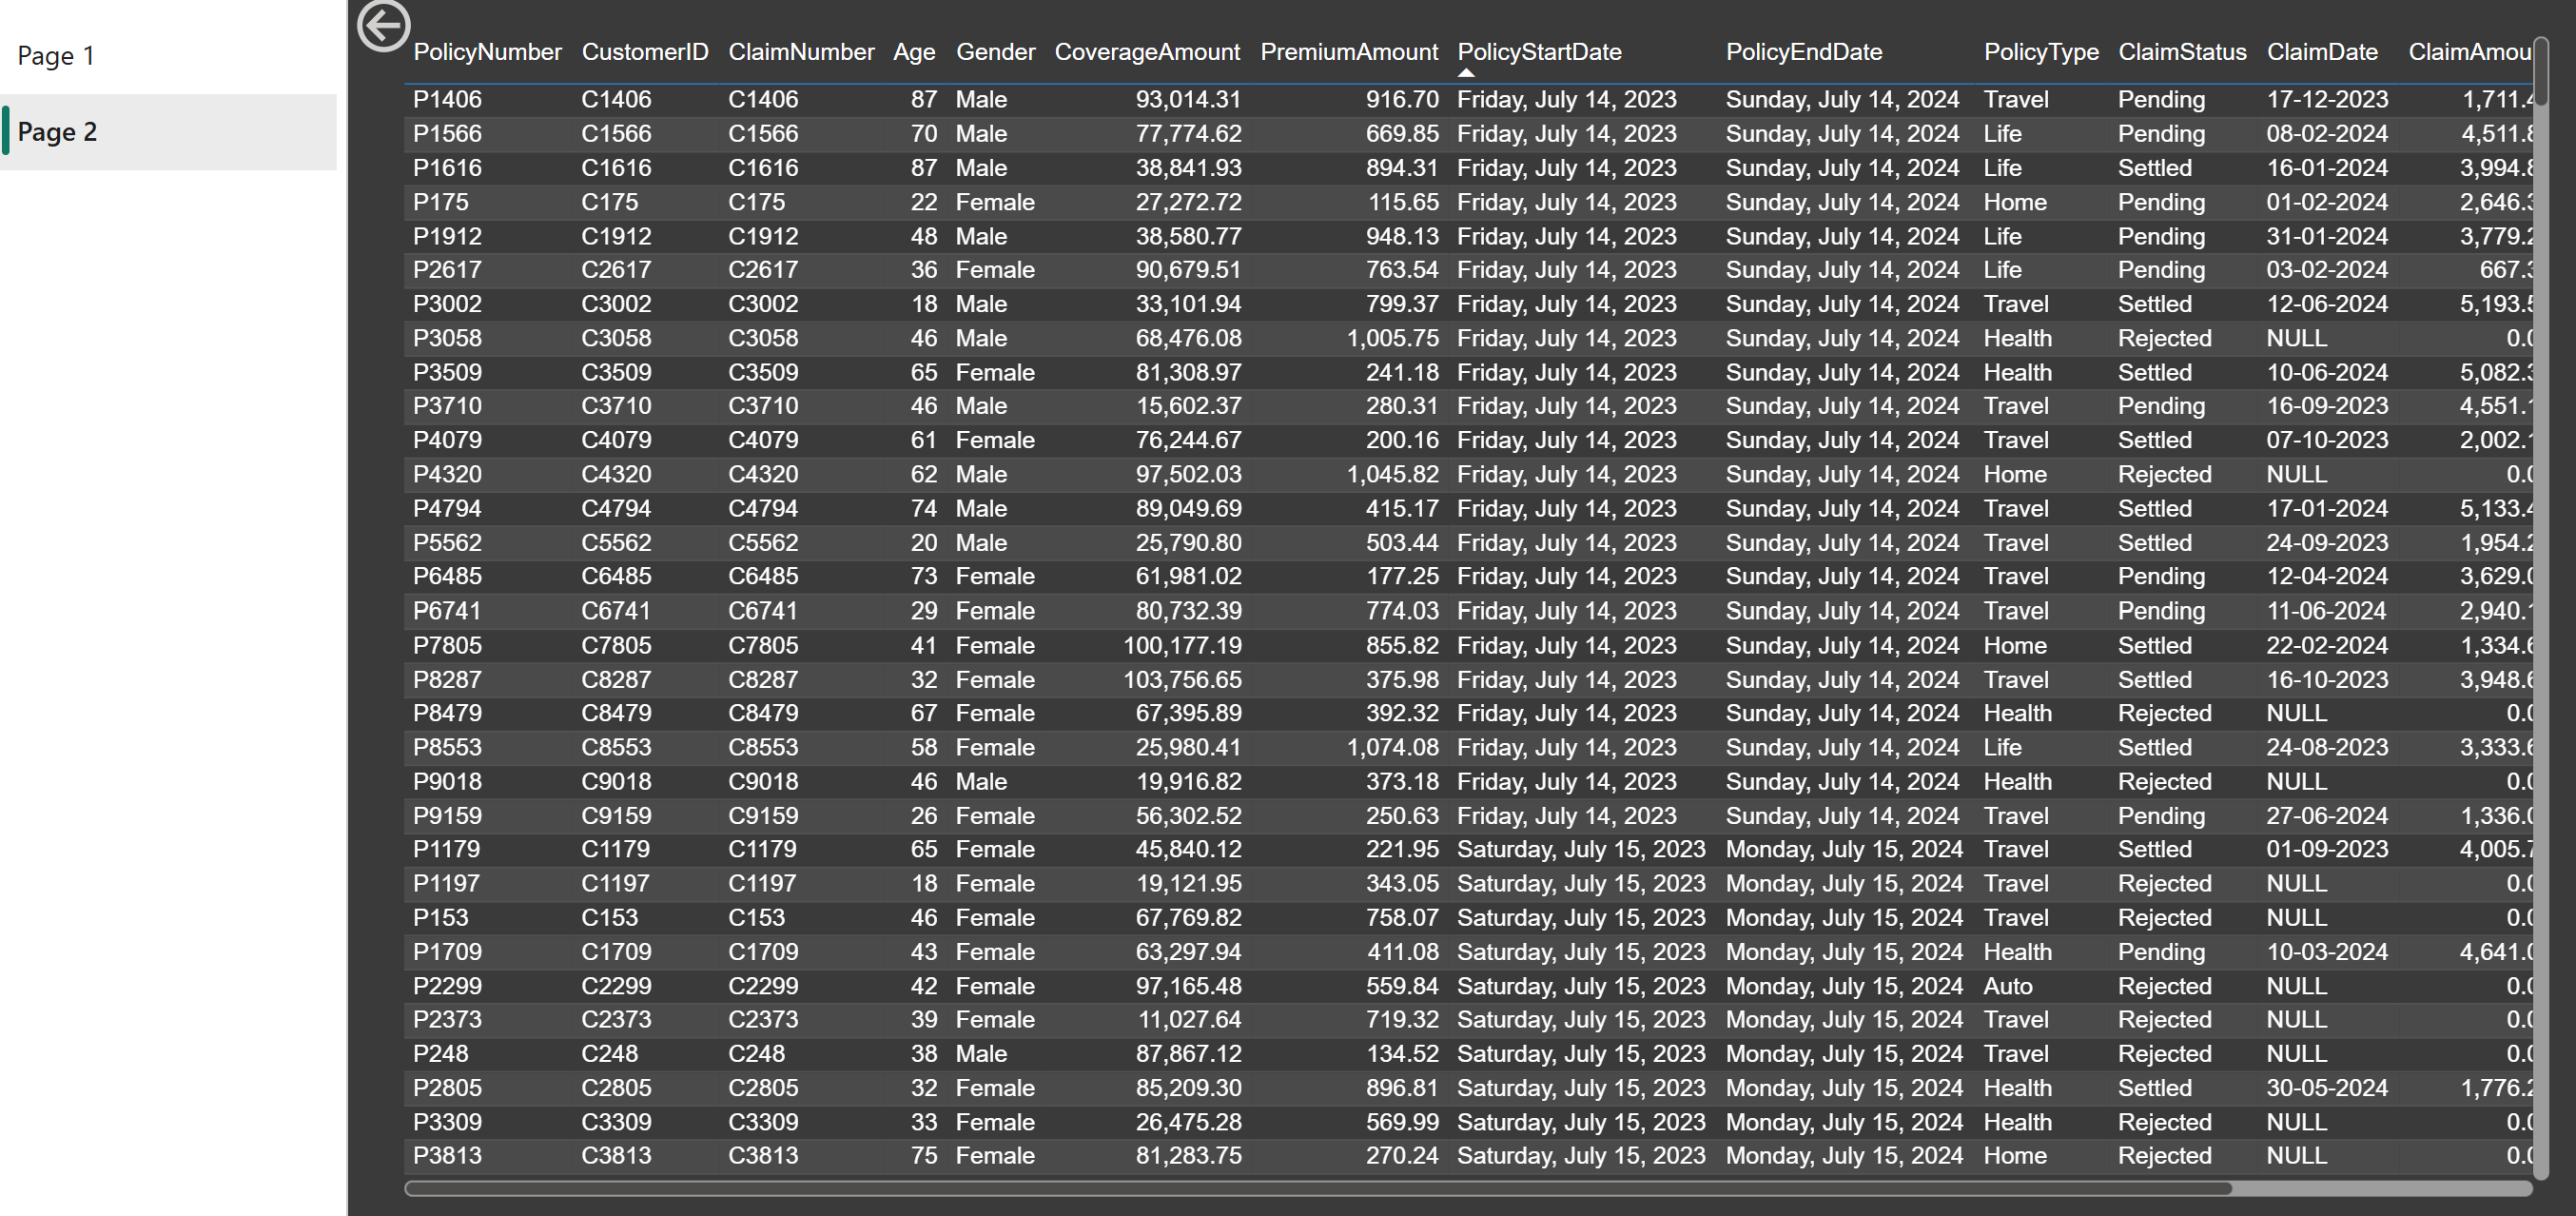 Page 1
Page 2
PolicyNumber CustomerID ClaimNumber Age Gender CoverageAmount PremiumAmount PolicyStartDate PolicyEndDate PolicyType ClaimStatus ClaimDate ClaimAmou
P1406 C1406 C1406 87 Male 93,014.31 916.70 Friday, July 14, 2023 Sunday, July 14, 2024 Travel Pending 17-12-2023 1,711.4
P1566 C1566 C1566 70 Male 77,774.62 669.85 Friday, July 14, 2023 Sunday, July 14, 2024 Life Pending 08-02-2024 4,511.8
P1616 C1616 C1616 87 Male 38,841.93 894.31 Friday, July 14, 2023 Sunday, July 14, 2024 Life Settled 16-01-2024 3,994.8
P175 C175 C175 22 Female 27,272.72 115.65 Friday, July 14, 2023 Sunday, July 14, 2024 Home Pending 01-02-2024 2,646.3
P1912 C1912 C1912 48 Male 38,580.77 948.13 Friday, July 14, 2023 Sunday, July 14, 2024 Life Pending 31-01-2024 3,779.2
P2617 C2617 C2617 36 Female 90,679.51 763.54 Friday, July 14, 2023 Sunday, July 14, 2024 Life Pending 03-02-2024 667.3
P3002 C3002 C3002 18 Male 33,101.94 799.37 Friday, July 14, 2023 Sunday, July 14, 2024 Travel Settled 12-06-2024 5,193.5
P3058 C3058 C3058 46 Male 68,476.08 1,005.75 Friday, July 14, 2023 Sunday, July 14, 2024 Health Rejected NULL 0.0
P3509 C3509 C3509 65 Female 81,308.97 241.18 Friday, July 14, 2023 Sunday, July 14, 2024 Health Settled 10-06-2024 5,082.3
P3710 C3710 C3710 46 Male 15,602.37 280.31 Friday, July 14, 2023 Sunday, July 14, 2024 Travel Pending 16-09-2023 4,551.1
P4079 C4079 C4079 61 Female 76,244.67 200.16 Friday, July 14, 2023 Sunday, July 14, 2024 Travel Settled 07-10-2023 2,002.1
P4320 C4320 C4320 62 Male 97,502.03 1,045.82 Friday, July 14, 2023 Sunday, July 14, 2024 Home Rejected NULL 0.0
P4794 C4794 C4794 74 Male 89,049.69 415.17 Friday, July 14, 2023 Sunday, July 14, 2024 Travel Settled 17-01-2024 5,133.4
P5562 C5562 C5562 20 Male 25,790.80 503.44 Friday, July 14, 2023 Sunday, July 14, 2024 Travel Settled 24-09-2023 1,954.2
P6485 C6485 C6485 73 Female 61,981.02 177.25 Friday, July 14, 2023 Sunday, July 14, 2024 Travel Pending 12-04-2024 3,629.0
P6741 C6741 C6741 29 Female 80,732.39 774.03 Friday, July 14, 2023 Sunday, July 14, 2024 Travel Pending 11-06-2024 2,940.1
P7805 C7805 C7805 41 Female 100,177.19 855.82 Friday, July 14, 2023 Sunday, July 14, 2024 Home Settled 22-02-2024 1,334.6
P8287 C8287 C8287 32 Female 103,756.65 375.98 Friday, July 14, 2023 Sunday, July 14, 2024 Travel Settled 16-10-2023 3,948.6
P8479 C8479 C8479 67 Female 67,395.89 392.32 Friday, July 14, 2023 Sunday, July 14, 2024 Health Rejected NULL 0.0
P8553 C8553 C8553 58 Female 25,980.41 1,074.08 Friday, July 14, 2023 Sunday, July 14, 2024 Life Settled 24-08-2023 3,333.6
P9018 C9018 C9018 46 Male 19,916.82 373.18 Friday, July 14, 2023 Sunday, July 14, 2024 Health Rejected NULL 0.0
P9159 C9159 C9159 26 Female 56,302.52 250.63 Friday, July 14, 2023 Sunday, July 14, 2024 Travel Pending 27-06-2024 1,336.0
P1179 C1179 C1179 65 Female 45,840.12 221.95 Saturday, July 15, 2023 Monday, July 15, 2024 Travel Settled 01-09-2023 4,005.7
P1197 C1197 C1197 18 Female 19,121.95 343.05 Saturday, July 15, 2023 Monday, July 15, 2024 Travel Rejected NULL 0.0
P153 C153 C153 46 Female 67,769.82 758.07 Saturday, July 15, 2023 Monday, July 15, 2024 Travel Rejected NULL 0.0
P1709 C1709 C1709 43 Female 63,297.94 411.08 Saturday, July 15, 2023 Monday, July 15, 2024 Health Pending 10-03-2024 4,641.0
P2299 C2299 C2299 42 Female 97,165.48 559.84 Saturday, July 15, 2023 Monday, July 15, 2024 Auto Rejected NULL 0.0
P2373 C2373 C2373 39 Female 11,027.64 719.32 Saturday, July 15, 2023 Monday, July 15, 2024 Travel Rejected NULL 0.0
P248 C248 C248 38 Male 87,867.12 134.52 Saturday, July 15, 2023 Monday, July 15, 2024 Travel Rejected NULL 0.0
P2805 C2805 C2805 32 Female 85,209.30 896.81 Saturday, July 15, 2023 Monday, July 15, 2024 Health Settled 30-05-2024 1,776.2
P3309 C3309 C3309 33 Female 26,475.28 569.99 Saturday, July 15, 2023 Monday, July 15, 2024 Health Rejected NULL 0.0
P3813 C3813 C3813 75 Female 81,283.75 270.24 Saturday, July 15, 2023 Monday, July 15, 2024 Home Rejected NULL 0.0